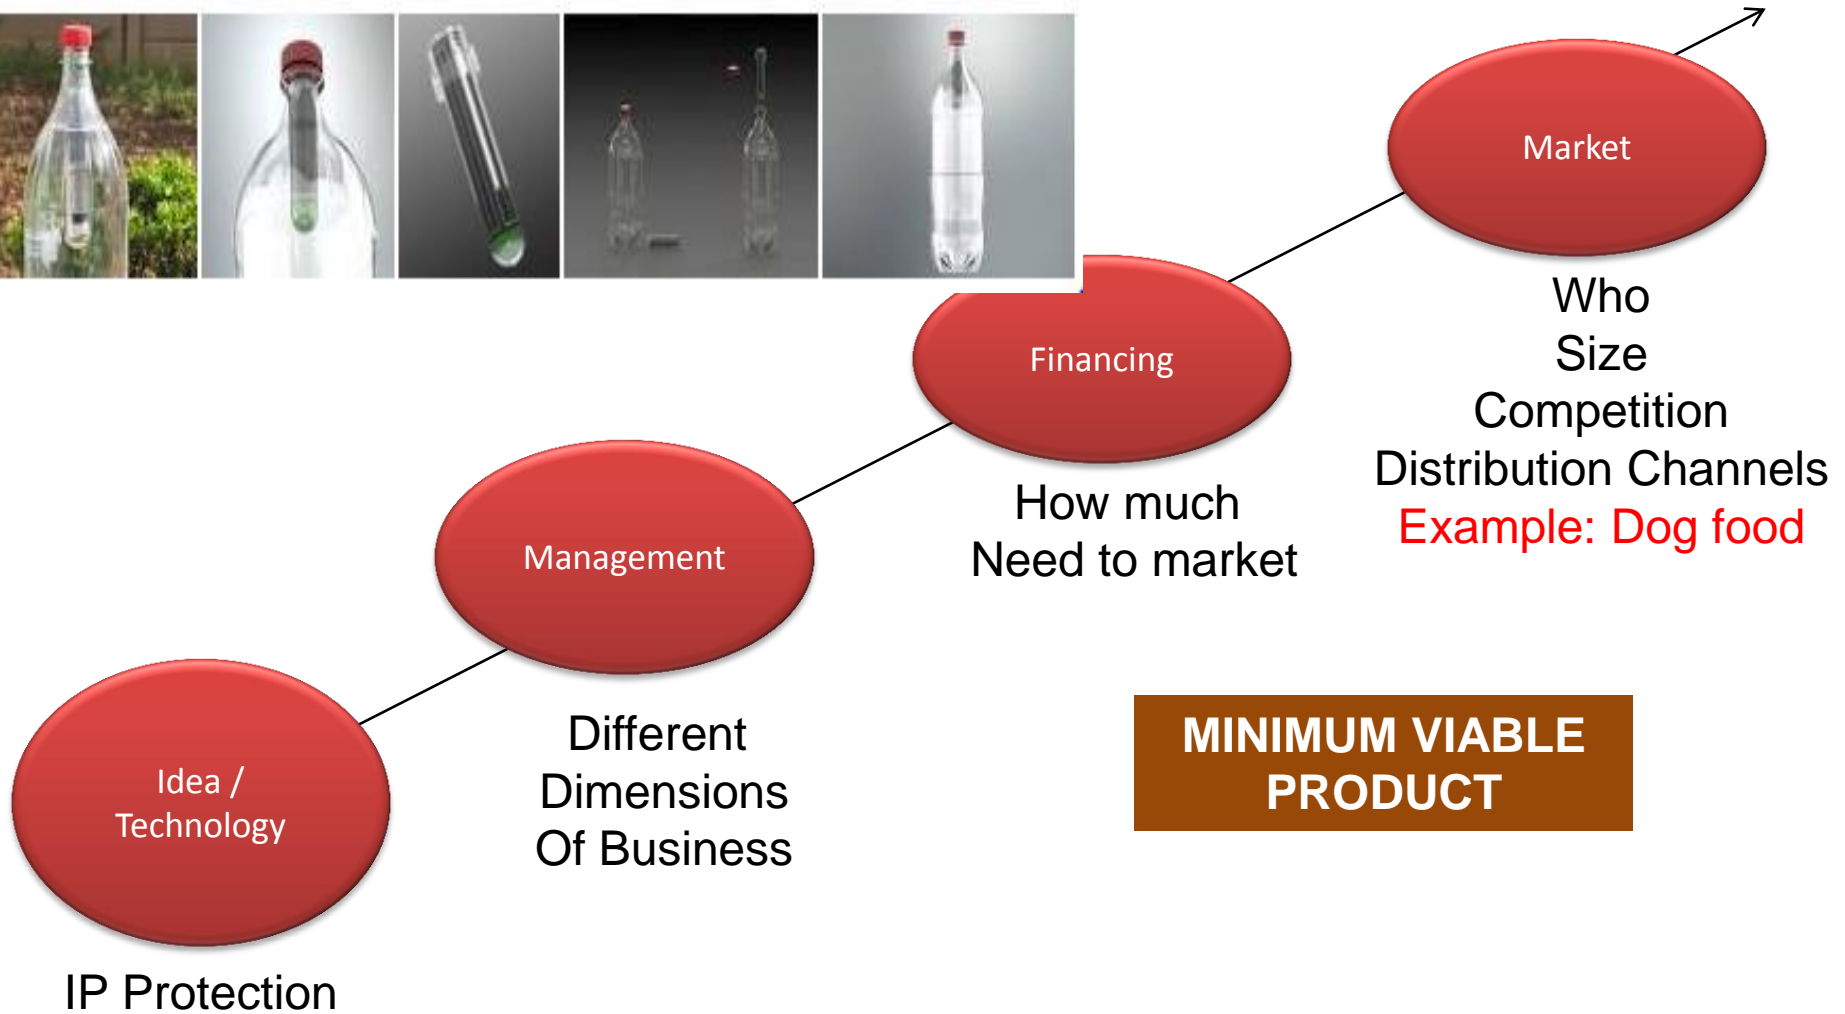 Market
Who
Size
Competition
Distribution Channels
Example: Dog food
Financing
How much
Need to market
Management
Different
Dimensions
Of Business
MINIMUM VIABLE
PRODUCT
Idea /
Technology
IP Protection